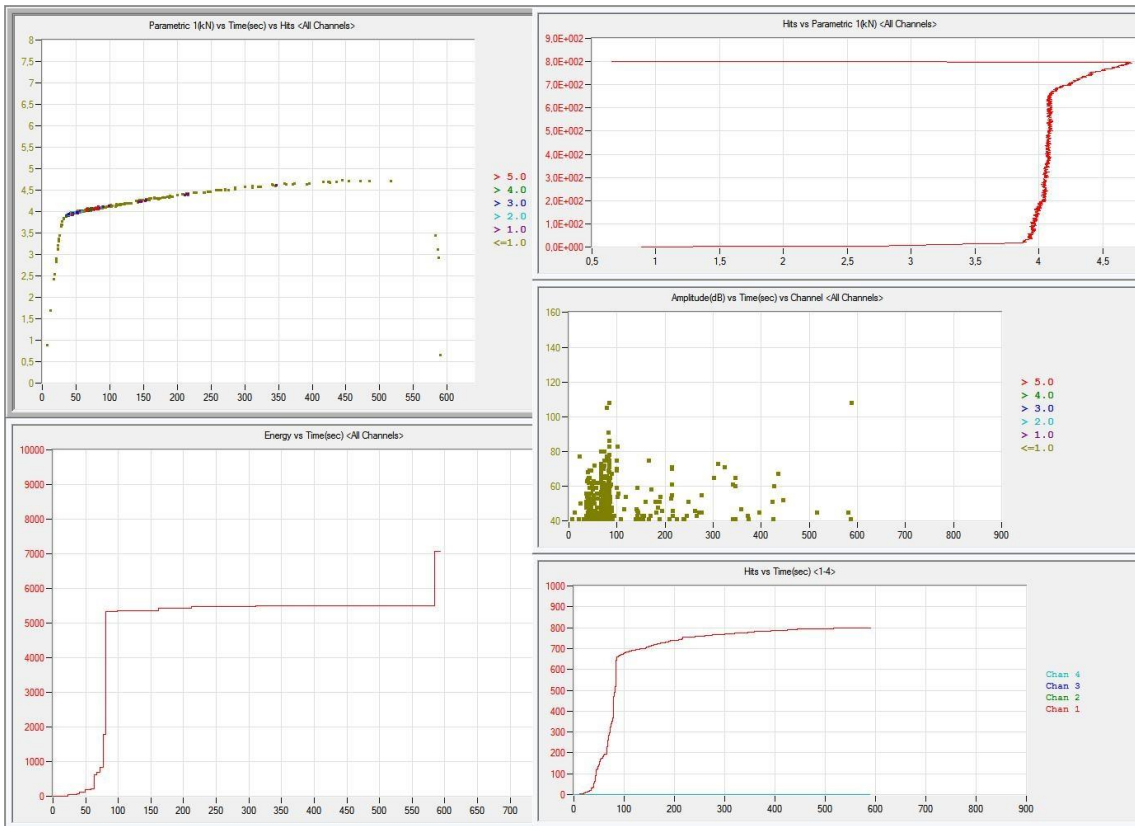 Parametric 1(kN) vs Time(sec) vs Hits <All Channels>
8
7,5
7
6,5
6
5,5
5
4,5
4
3,5
3
2,5
2
1,5
1
0,5
0
0 50 100 150 200 250 300 350 400 450 500 550 600
> 5.0
> 4.0
> 3.0
> 2.0
> 1.0
<=1.0
Hits vs Parametric 1(kN) <All Channels>
9,0E+002
8,0E+002
7,0E+002
6,0E+002
5,0E+002
4,0E+002
3,0E+002
2,0E+002
1,0E+002
0,0E+000
0,5 1 1,5 2 2,5 3 3,5 4 4,5
Amplitude(dB) vs Time(sec) vs Channel <All Channels>
160
140
120
100
80
60
40
0 100 200 300 400 500 600 700 800 900
> 5.0
> 4.0
> 3.0
> 2.0
> 1.0
<=1.0
Energy vs Time(sec) <All Channels>
10000
9000
8000
7000
6000
5000
4000
3000
2000
1000
0
0 50 100 150 200 250 300 350 400 450 500 550 600 650 700
Hits vs Time(sec) <1-4>
1000
900
800
700
600
500
400
300
200
100
0
0 100 200 300 400 500 600 700 800 900
Chan 4
Chan 3
Chan 2
Chan 1